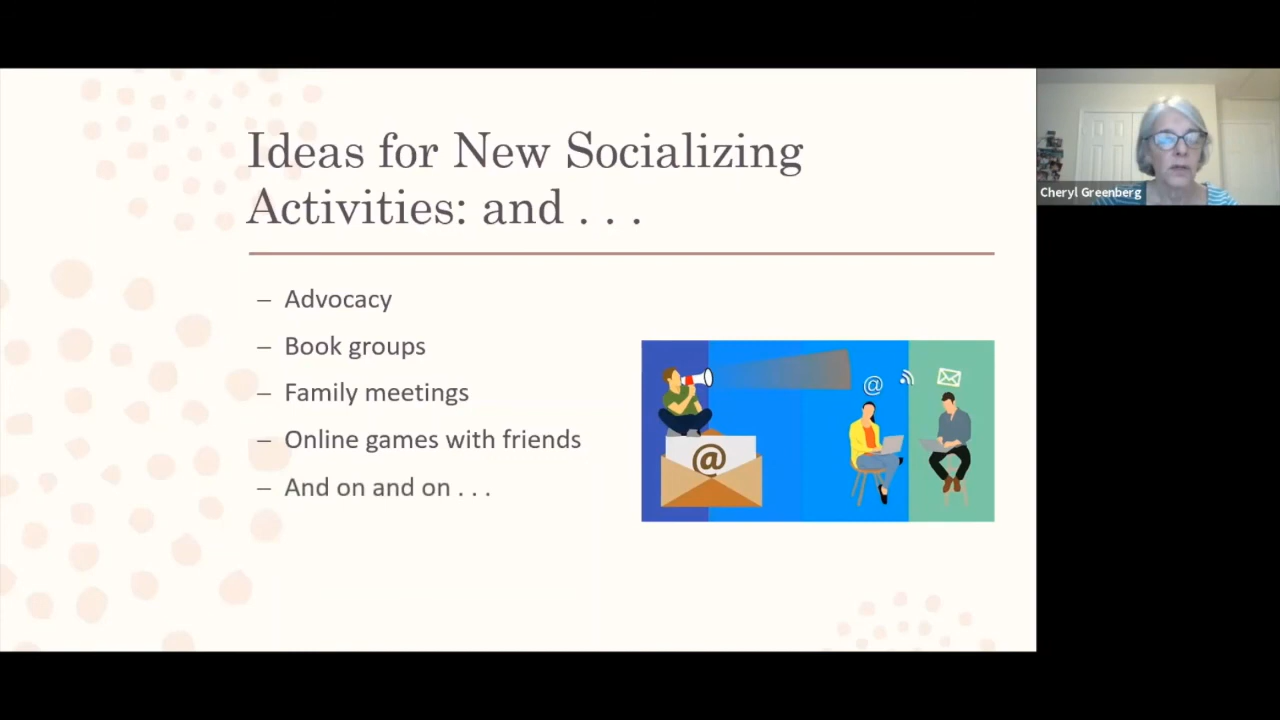 Ideas for New Socializing
Activities: and . . .
– Advocacy
– Book groups
– Family meetings
– Online games with friends
– And on and on . . .
@
@
Cheryl Greenberg